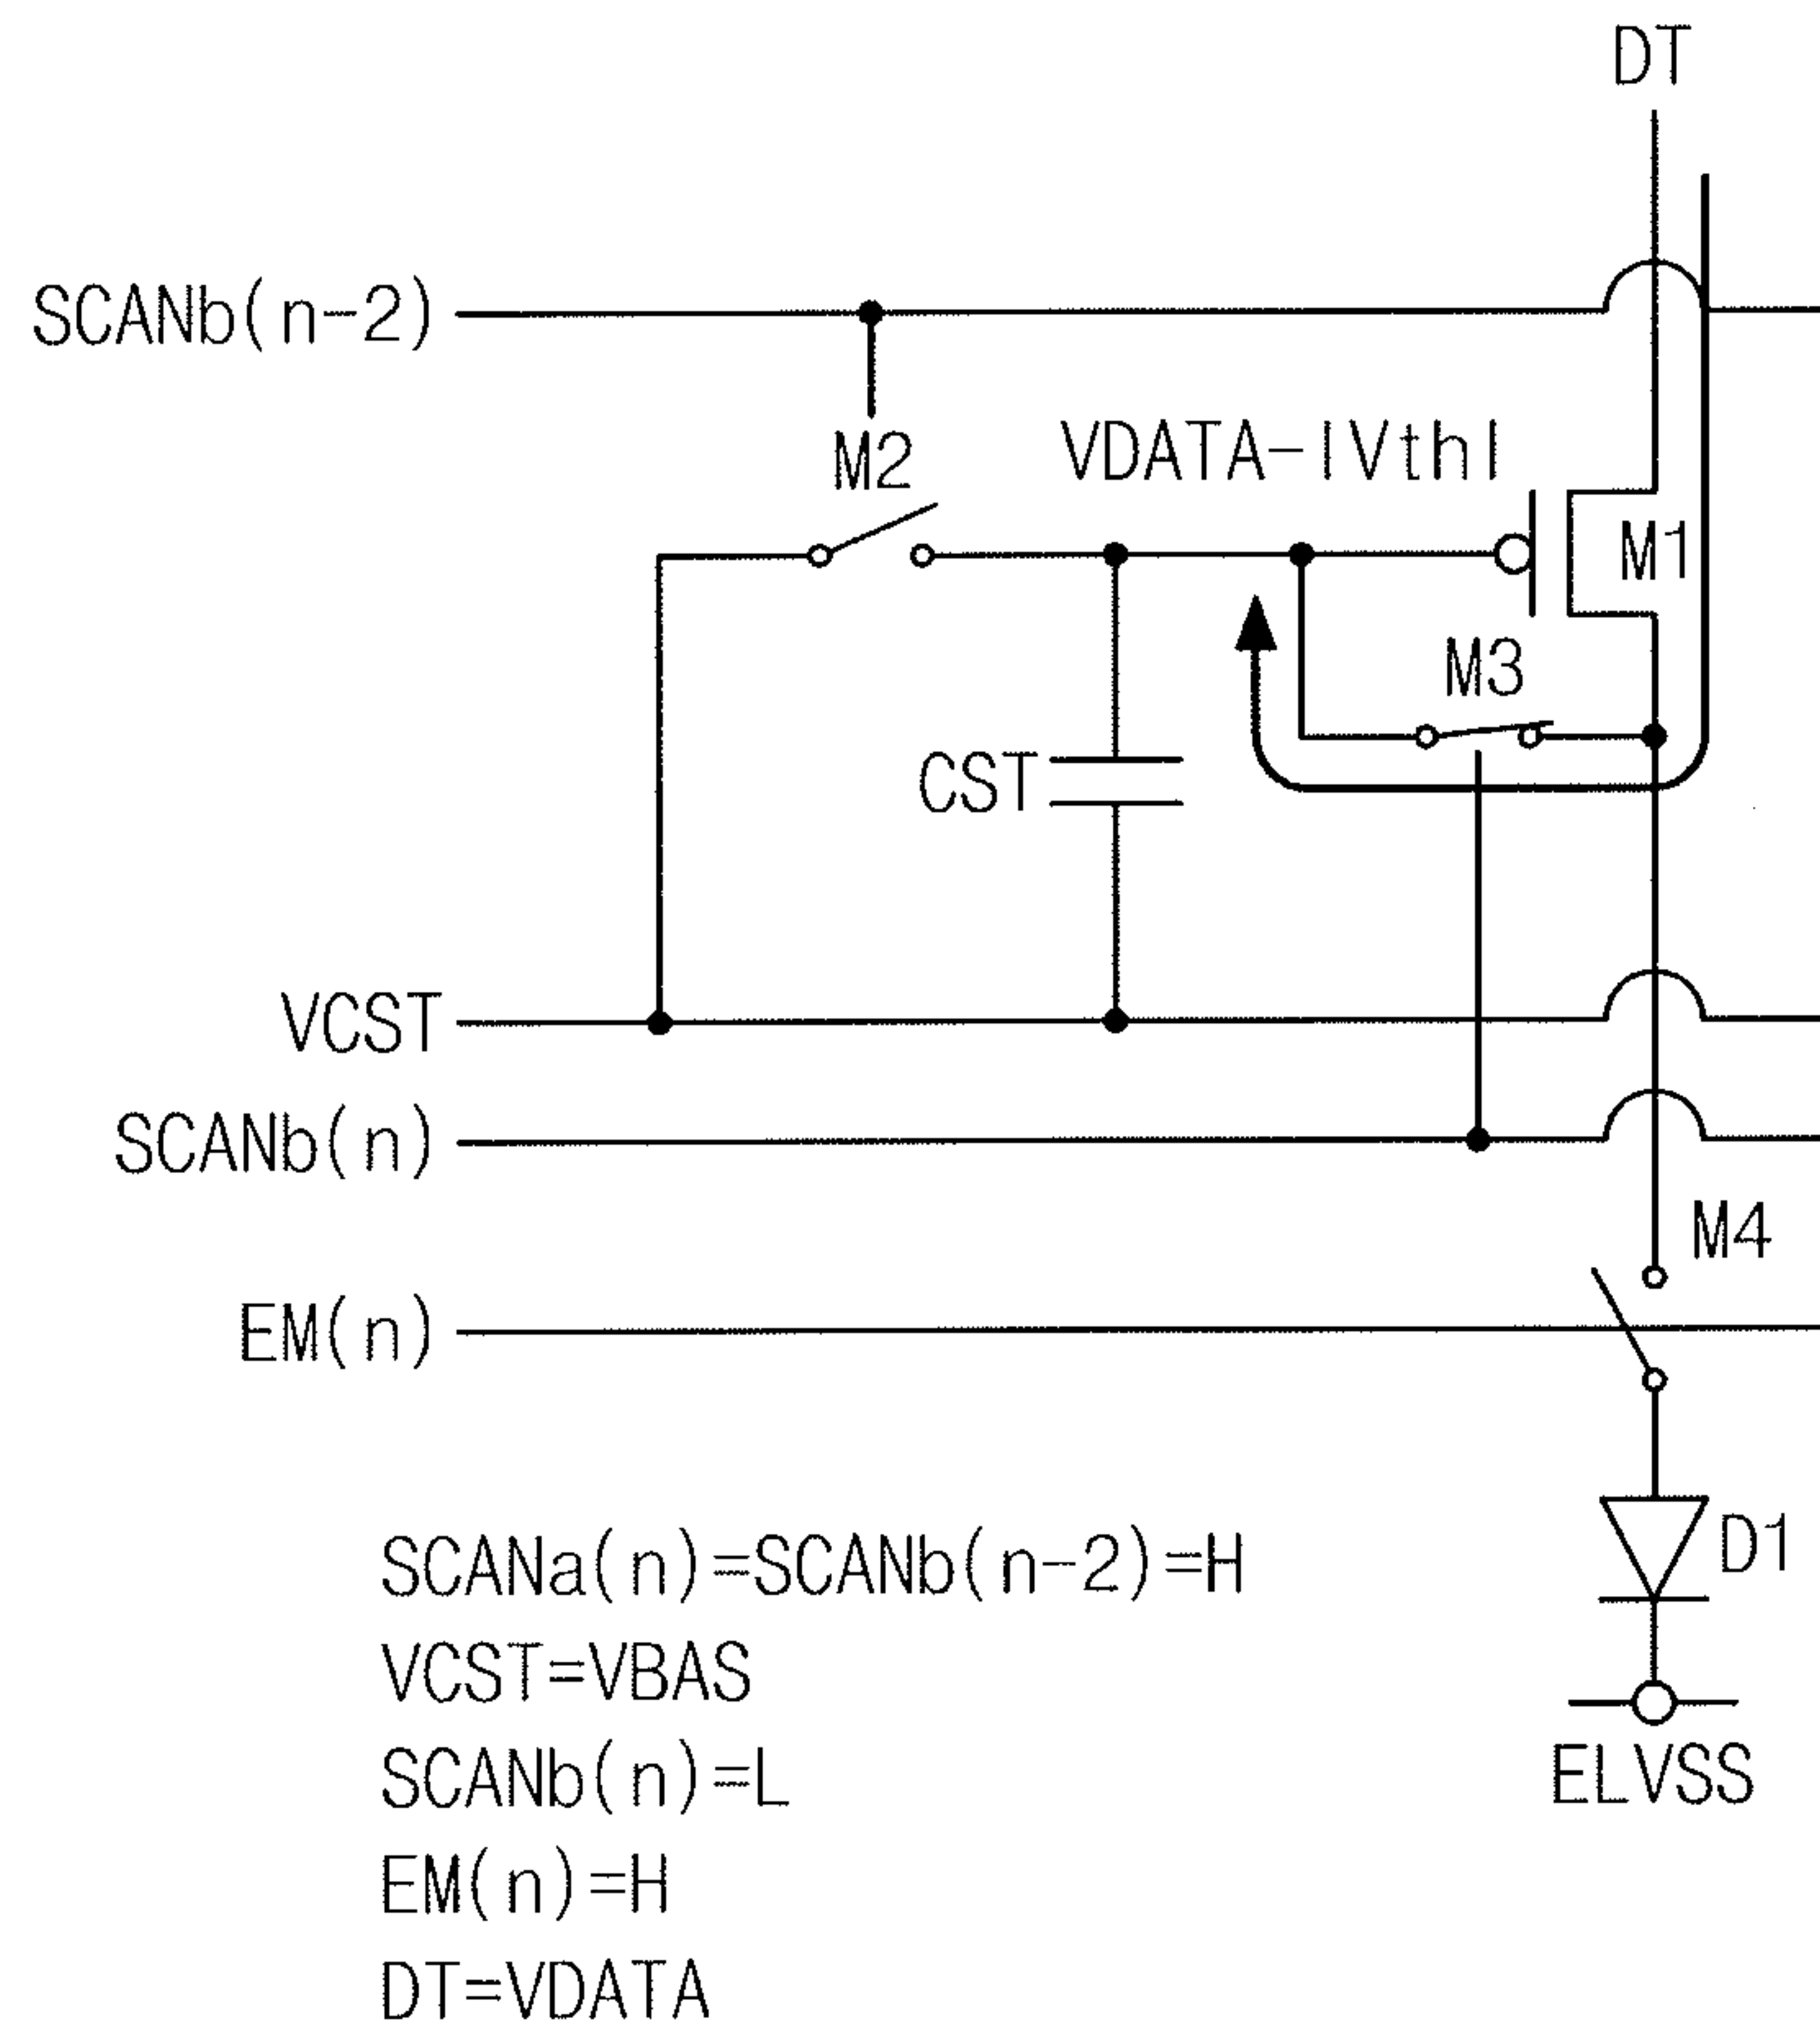 DT
SCANb(n-2)
M2
VDATA-|Vth|
M1
M3
CST
VCST
SCANb(n)
M4
EM(n)
D1
SCANa(n)=SCANb(n-2)=H
VCST=VBAS
SCANb(n)=L
ELVSS
EM(n)=H
DT=VDATA